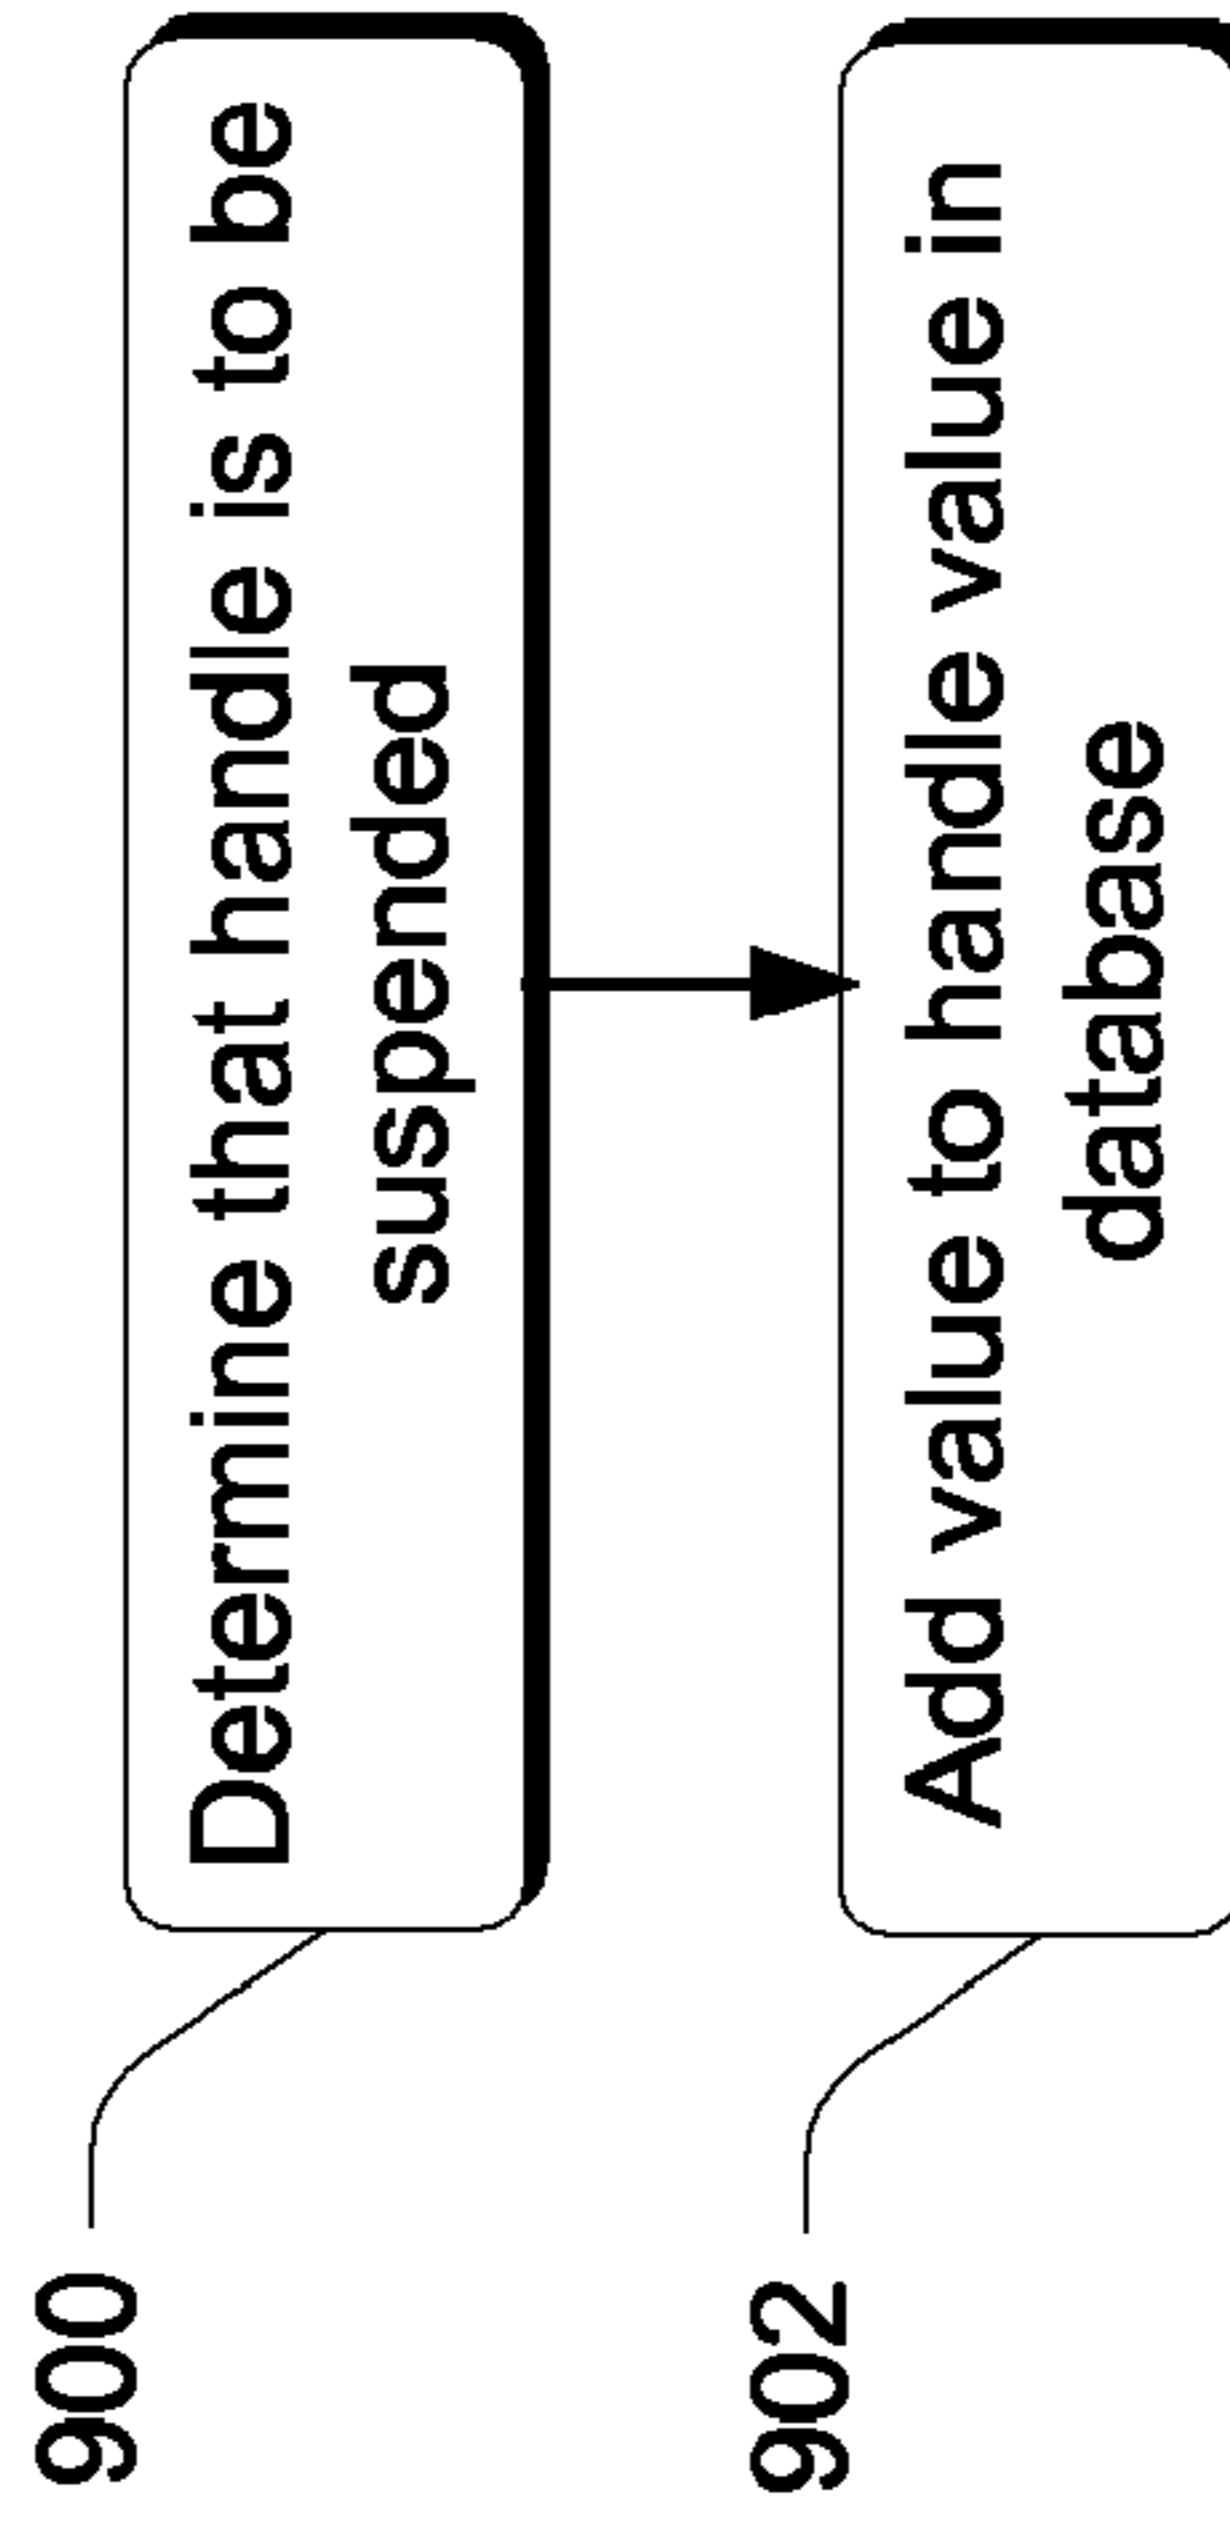 900
Determine that handle is to be
suspended
902
Add value to handle value in
database